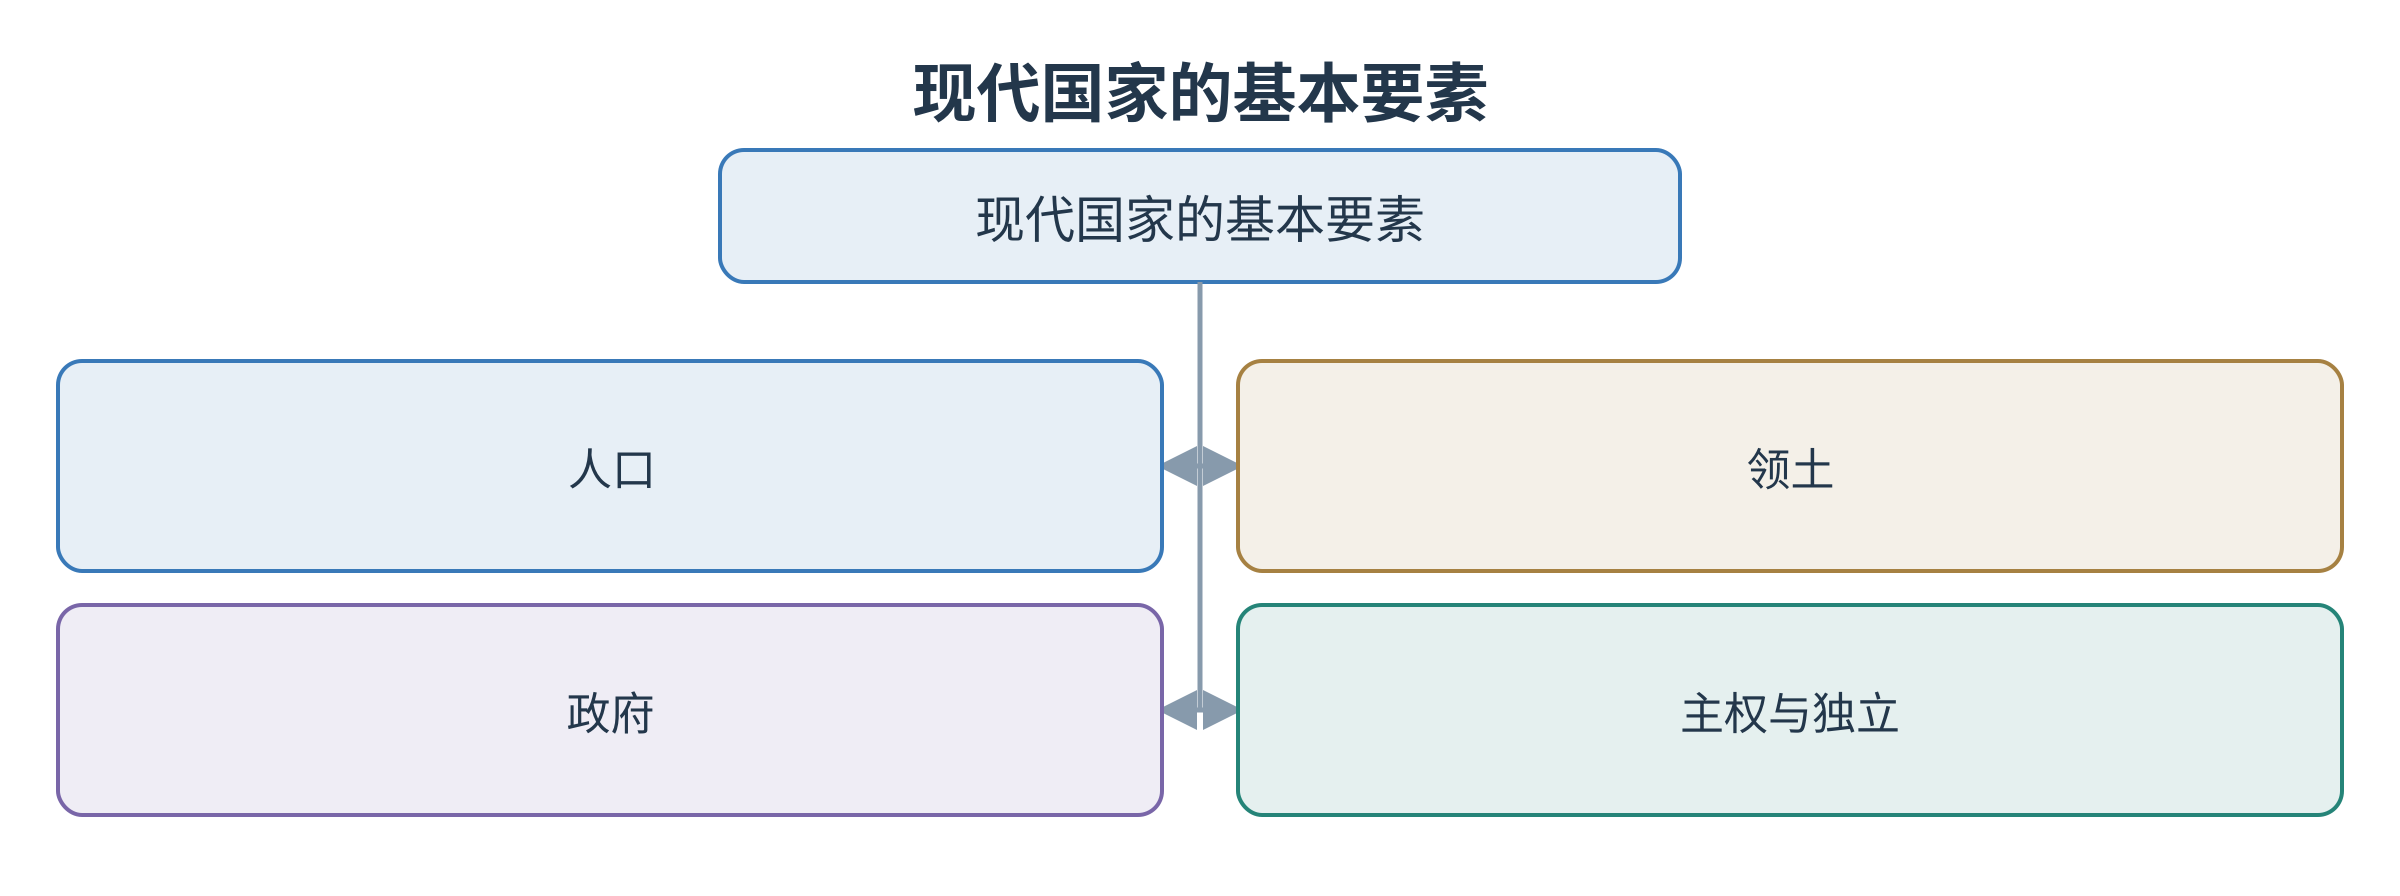 现代国家的基本要素
现代国家的基本要素
人口
领土
政府
主权与独立